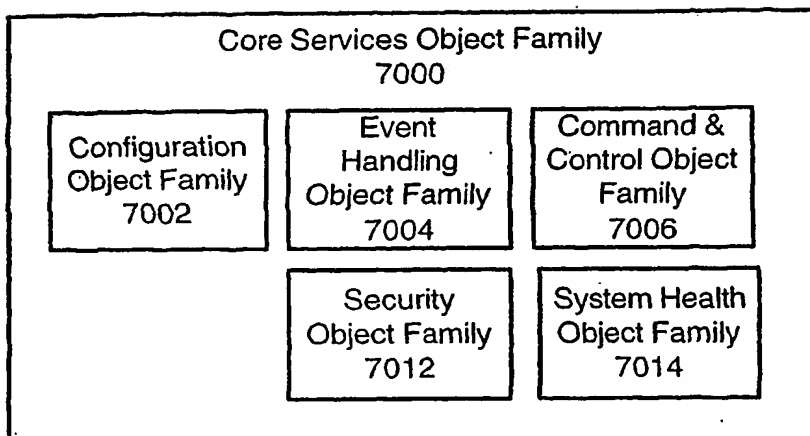 Core Services Object Family
7000
Configuration
Object Family
7002
Event
Handling
Object Family
7004
Command &
Control Object
Family
7006
Security
Object Family
7012
System Health
Object Family
7014